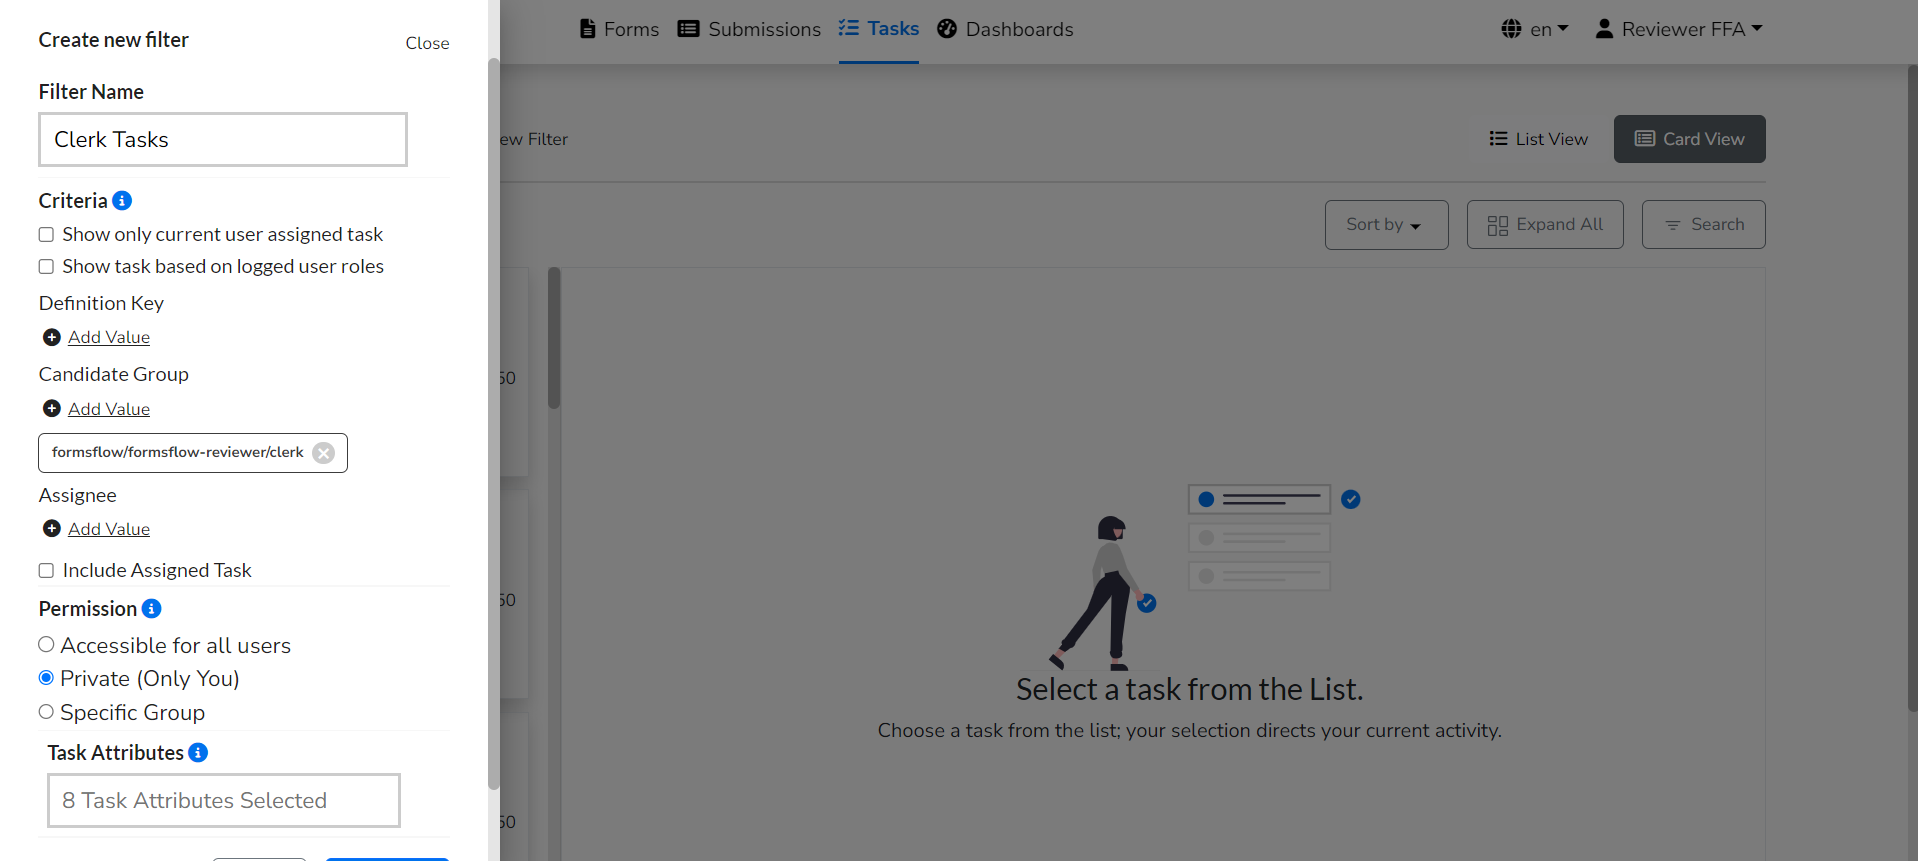 Create new filter
Close
Filter Name
Clerk Tasks
Criteria
Show only current user assigned task
Show task based on logged user roles
Definition Key
Add Value
Candidate Group
Add Value
formsflow/formsflow-reviewer/clerk
Assignee
Add Value
Include Assigned Task
Permission
Accessible for all users
Private (Only You)
Specific Group
Task Attributes
8 Task Attributes Selected
Forms Submissions Tasks Dashboards en Reviewer FFA
ew Filter
List View Card View
Sort by Expand All Search
50
50
50
Select a task from the List.
Choose a task from the list; your selection directs your current activity.